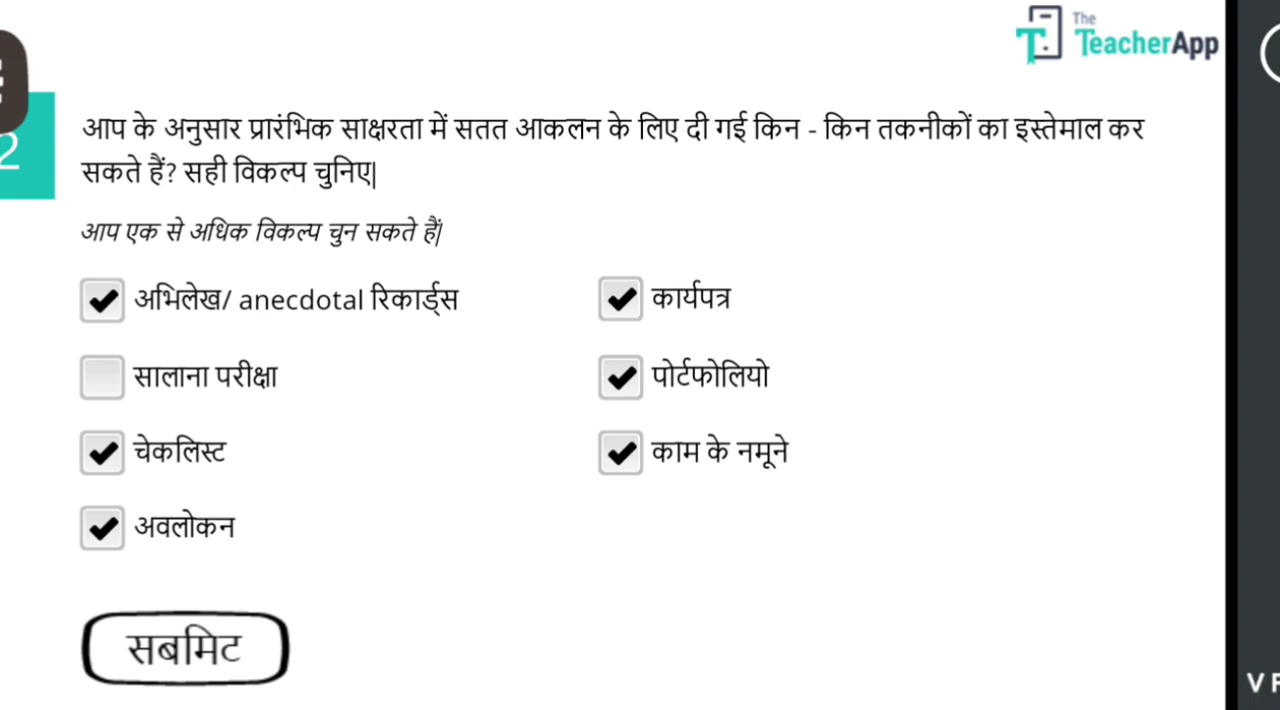 The
TeacherApp
2
आप के अनुसार प्रारंभिक साक्षरता में सतत आकलन के लिए दी गई किन - किन तकनीकों का इस्तेमाल कर
सकते हैं? सही विकल्प चुनिए|
आप एक से अधिक विकल्प चुन सकते हैं|
अभिलेख/ anecdotal रिकार्ड्स
कार्यपत्र
सालाना परीक्षा
पोर्टफोलियो
चेकलिस्ट
काम के नमूने
अवलोकन
सबमिट